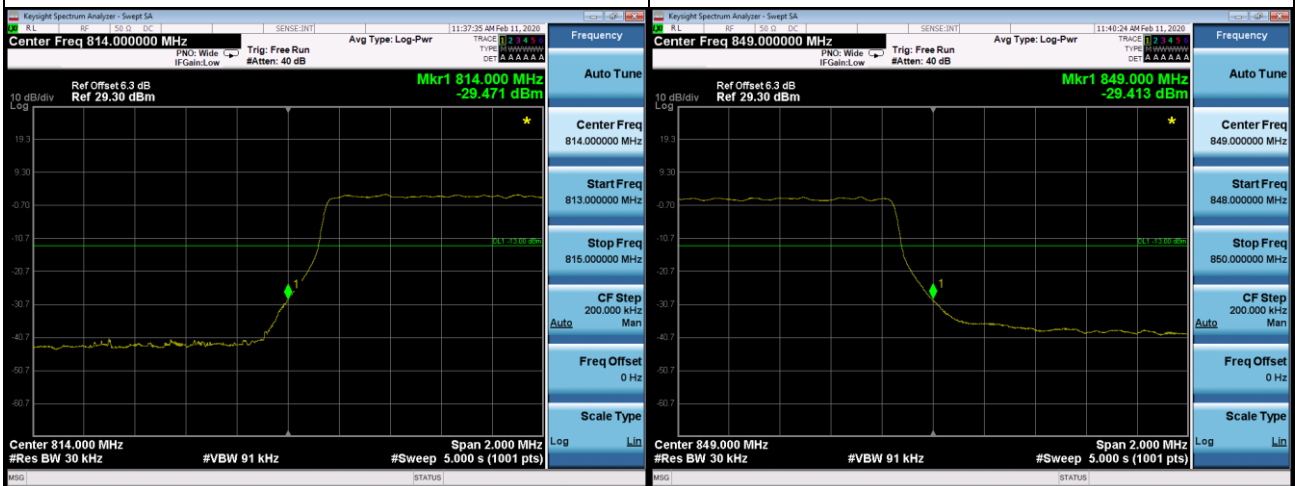 Keysight Spectrum Analyzer - Swept SA
RL RF 50 Ω DC SENSE:INT 11:37:35 AM Feb 11, 2020
Center Freq 814.000000 MHz
PNO: Wide
IFGain:Low
Trig: Free Run
#Atten: 40 dB
Avg Type: Log-Pwr
TRACE 1 2 3 4 5 6
TYPE M WWWWW
DET A A A A A A
Mkr1 814.000 MHz
-29.471 dBm
Ref Offset 6.3 dB
10 dB/div Ref 29.30 dBm
Log
19.3
9.30
-0.70
-10.7
-20.7
-30.7
-40.7
-50.7
-60.7
DL1 -13.00 dBm
1
*
Center 814.000 MHz Span 2.000 MHz
#Res BW 30 kHz #VBW 91 kHz #Sweep 5.000 s (1001 pts)
MSG STATUS
Frequency
Auto Tune
Center Freq
814.000000 MHz
Start Freq
813.000000 MHz
Stop Freq
815.000000 MHz
CF Step
200.000 kHz
Auto Man
Freq Offset
0 Hz
Scale Type
Log Lin
Keysight Spectrum Analyzer - Swept SA
RL RF 50 Ω DC SENSE:INT 11:40:24 AM Feb 11, 2020
Center Freq 849.000000 MHz
PNO: Wide
IFGain:Low
Trig: Free Run
#Atten: 40 dB
Avg Type: Log-Pwr
TRACE 1 2 3 4 5 6
TYPE M WWWWW
DET A A A A A A
Mkr1 849.000 MHz
-29.413 dBm
Ref Offset 6.3 dB
10 dB/div Ref 29.30 dBm
Log
19.3
9.30
-0.70
-10.7
-20.7
-30.7
-40.7
-50.7
-60.7
DL1 -13.00 dBm
1
*
Center 849.000 MHz Span 2.000 MHz
#Res BW 30 kHz #VBW 91 kHz #Sweep 5.000 s (1001 pts)
MSG STATUS
Frequency
Auto Tune
Center Freq
849.000000 MHz
Start Freq
848.000000 MHz
Stop Freq
850.000000 MHz
CF Step
200.000 kHz
Auto Man
Freq Offset
0 Hz
Scale Type
Log Lin